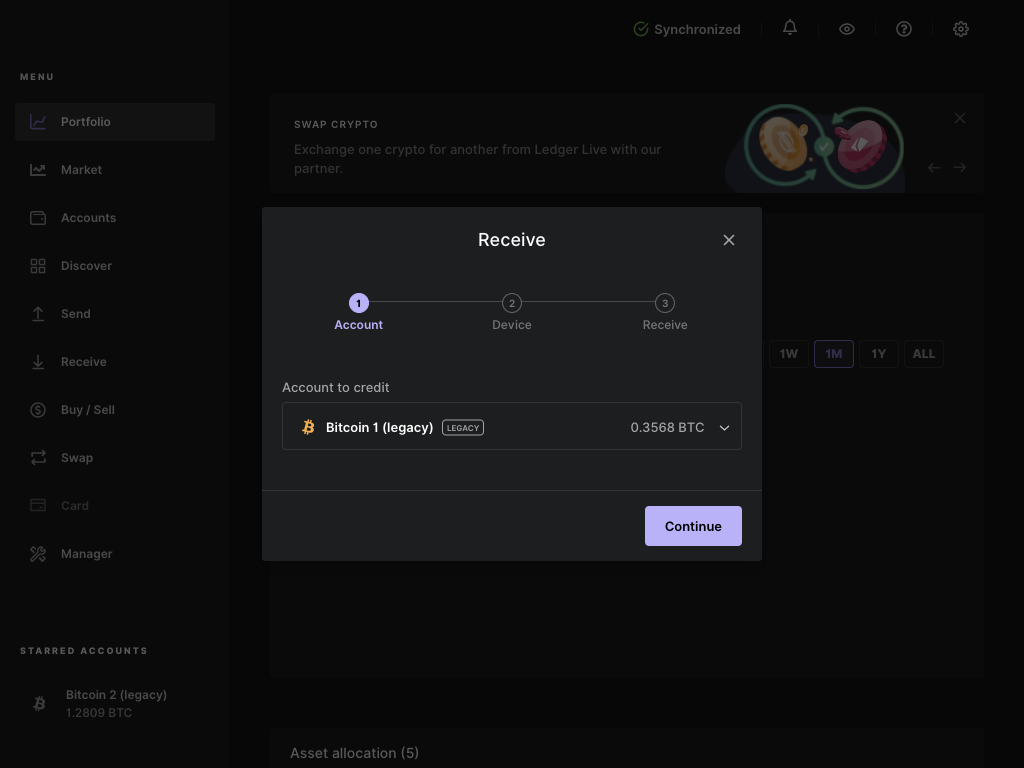 Synchronized
MENU
Portfolio
Market
Accounts
Discover
Send
Receive
Buy / Sell
Swap
Card
Manager
STARRED ACCOUNTS
Bitcoin 2 (legacy)
1.2809 BTC
SWAP CRYPTO
Exchange one crypto for another from Ledger Live with our
partner.
1W 1M 1Y ALL
Receive
1 2 3
Account Device Receive
Account to credit
Bitcoin 1 (legacy) LEGACY 0.3568 BTC
Continue
Asset allocation (5)